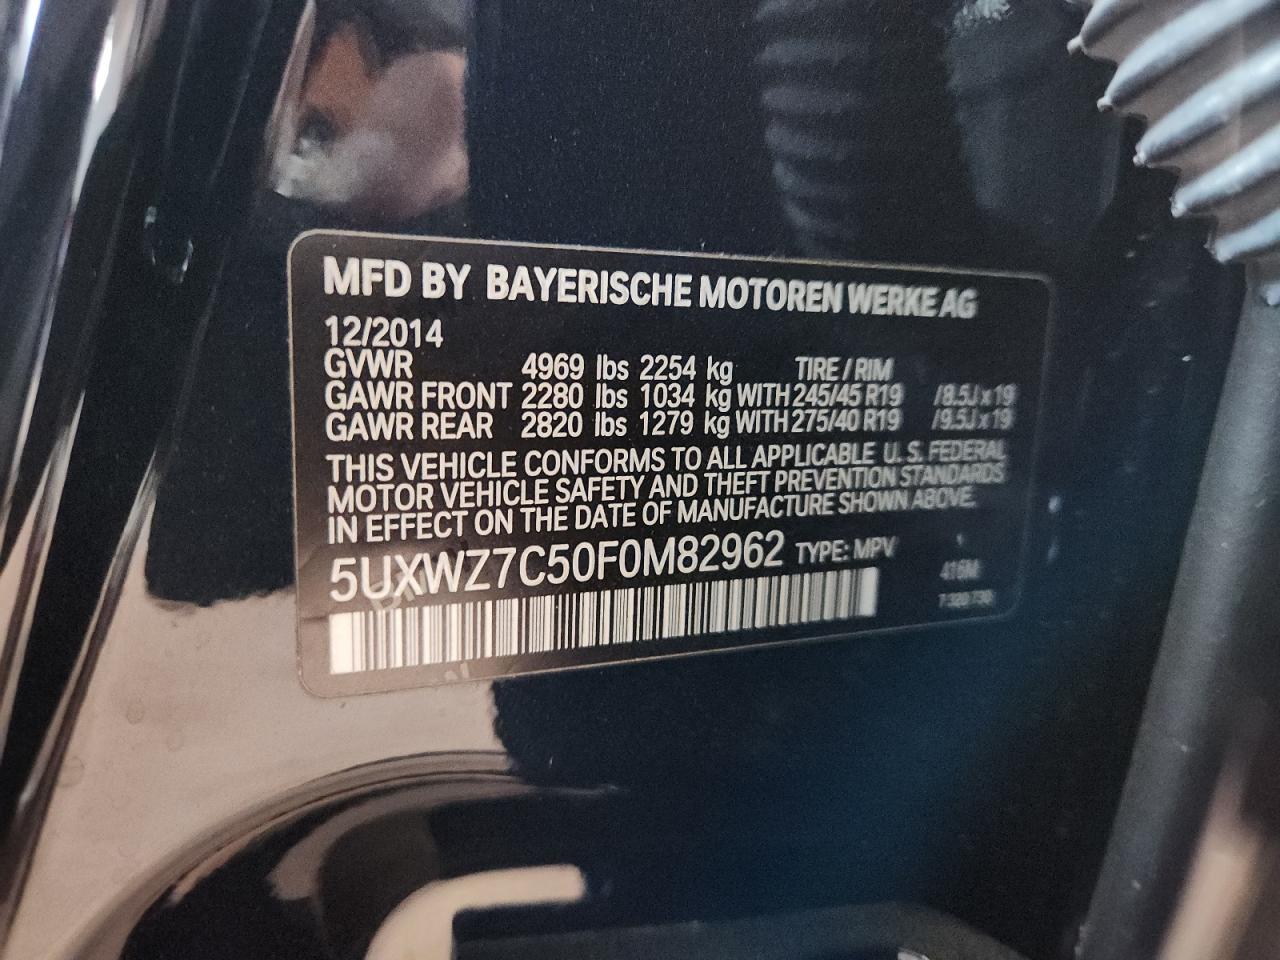 MFD BY BAYERISCHE MOTOREN WERKE AG
12/2014
GVWR 4969 lbs 2254 kg TIRE / RIM
GAWR FRONT 2280 lbs 1034 kg WITH 245/45 R19 /8.5J x 19
GAWR REAR 2820 lbs 1279 kg WITH 275/40 R19 /9.5J x 19
THIS VEHICLE CONFORMS TO ALL APPLICABLE U. S. FEDERAL
MOTOR VEHICLE SAFETY AND THEFT PREVENTION STANDARDS
IN EFFECT ON THE DATE OF MANUFACTURE SHOWN ABOVE.
5UXWZ7C50F0M82962 TYPE: MPV